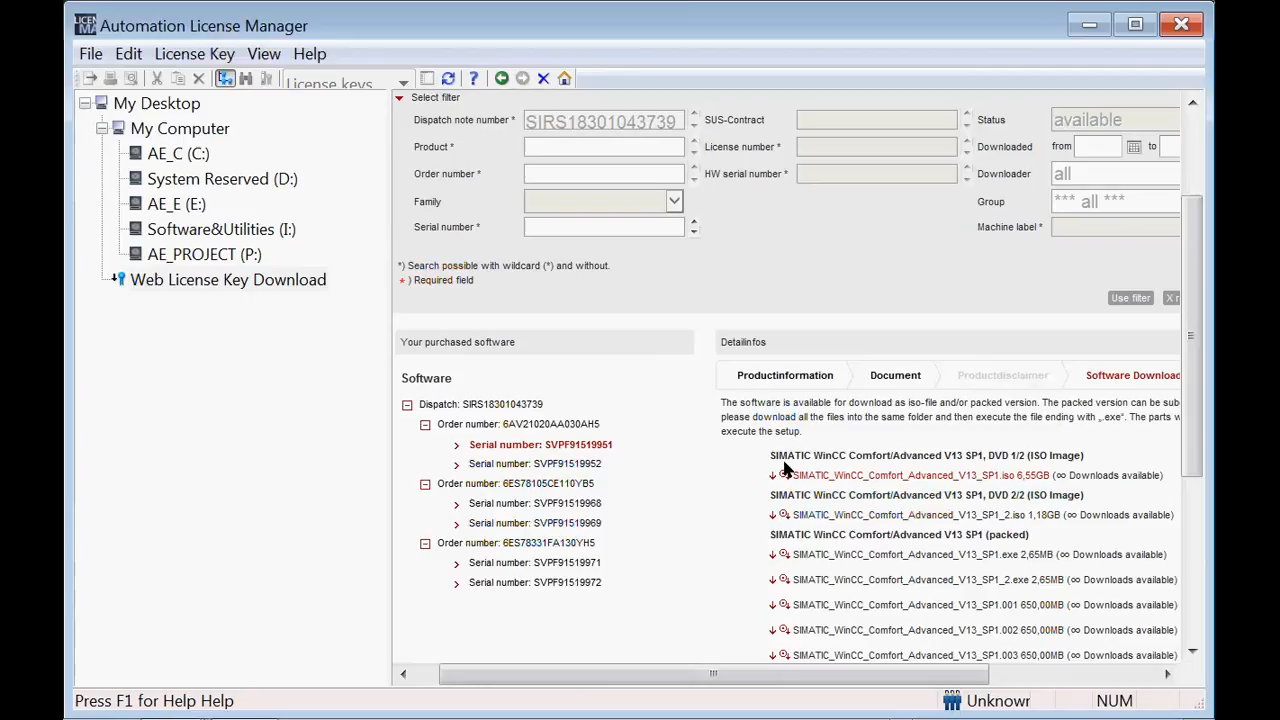 Automation License Manager
File Edit License Key View Help
License keys
My Desktop
My Computer
AE_C (C:)
System Reserved (D:)
AE_E (E:)
Software&Utilities (I:)
AE_PROJECT (P:)
Web License Key Download
Select filter
Dispatch note number * SIRS18301043739 SUS-Contract Status available
Product * License number * Downloaded from to
Order number * HW serial number * Downloader all
Family Group *** all ***
Serial number * Machine label *
*) Search possible with wildcard (*) and without.
* ) Required field
Use filter X r
Your purchased software
Software
Dispatch: SIRS18301043739
Order number: 6AV21020AA030AH5
Serial number: SVPF91519951
Serial number: SVPF91519952
Order number: 6ES78105CE110YB5
Serial number: SVPF91519968
Serial number: SVPF91519969
Order number: 6ES78331FA130YH5
Serial number: SVPF91519971
Serial number: SVPF91519972
Detailinfos
Productinformation Document Productdisclaimer Software Download
The software is available for download as iso-file and/or packed version. The packed version can be su
please download all the files into the same folder and then execute the file ending with „.exe“. The parts w
execute the setup.
SIMATIC WinCC Comfort/Advanced V13 SP1, DVD 1/2 (ISO Image)
SIMATIC_WinCC_Comfort_Advanced_V13_SP1.iso 6,55GB (∞ Downloads available)
SIMATIC WinCC Comfort/Advanced V13 SP1, DVD 2/2 (ISO Image)
SIMATIC_WinCC_Comfort_Advanced_V13_SP1_2.iso 1,18GB (∞ Downloads available)
SIMATIC WinCC Comfort/Advanced V13 SP1 (packed)
SIMATIC_WinCC_Comfort_Advanced_V13_SP1.exe 2,65MB (∞ Downloads available)
SIMATIC_WinCC_Comfort_Advanced_V13_SP1_2.exe 2,65MB (∞ Downloads available)
SIMATIC_WinCC_Comfort_Advanced_V13_SP1.001 650,00MB (∞ Downloads available)
SIMATIC_WinCC_Comfort_Advanced_V13_SP1.002 650,00MB (∞ Downloads available)
SIMATIC_WinCC_Comfort_Advanced_V13_SP1.003 650,00MB (∞ Downloads available)
Press F1 for Help Help Unknowr NUM